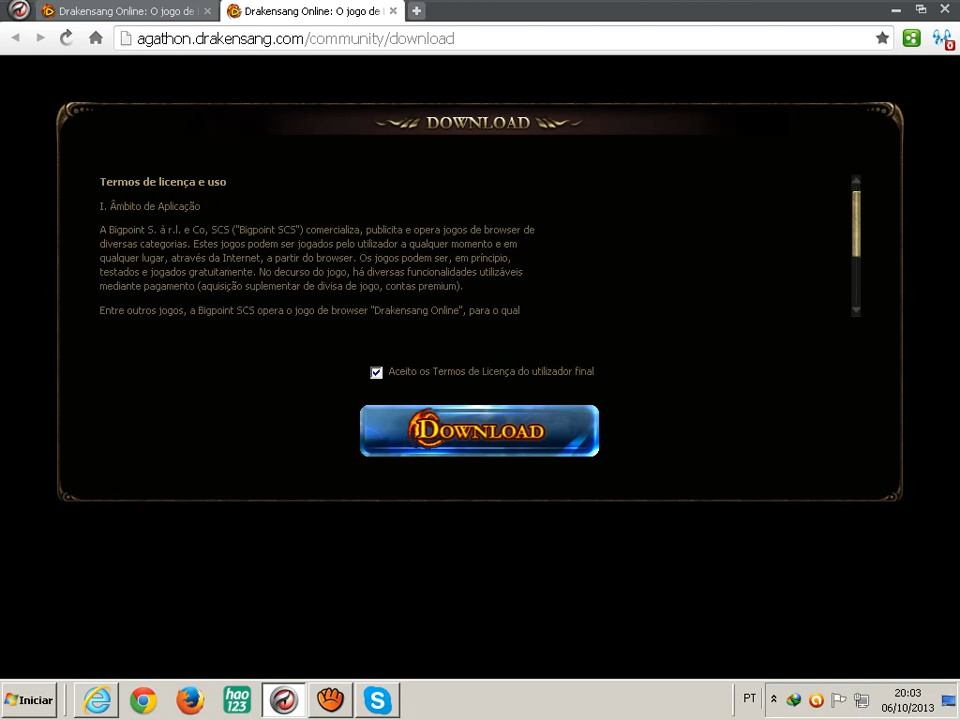 Drakensang Online: O jogo de
Drakensang Online: O jogo de
agathon.drakensang.com/community/download
0
DOWNLOAD
Termos de licença e uso
I. Âmbito de Aplicação
A Bigpoint S. à r.l. e Co, SCS ("Bigpoint SCS") comercializa, publicita e opera jogos de browser de
diversas categorias. Estes jogos podem ser jogados pelo utilizador a qualquer momento e em
qualquer lugar, através da Internet, a partir do browser. Os jogos podem ser, em príncipio,
testados e jogados gratuitamente. No decurso do jogo, há diversas funcionalidades utilizáveis
mediante pagamento (aquisição suplementar de divisa de jogo, contas premium).
Entre outros jogos, a Bigpoint SCS opera o jogo de browser "Drakensang Online", para o qual
Aceito os Termos de Licença do utilizador final
DOWNLOAD
Iniciar
hao
123
PT
20:03
06/10/2013